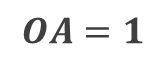 OA = 1